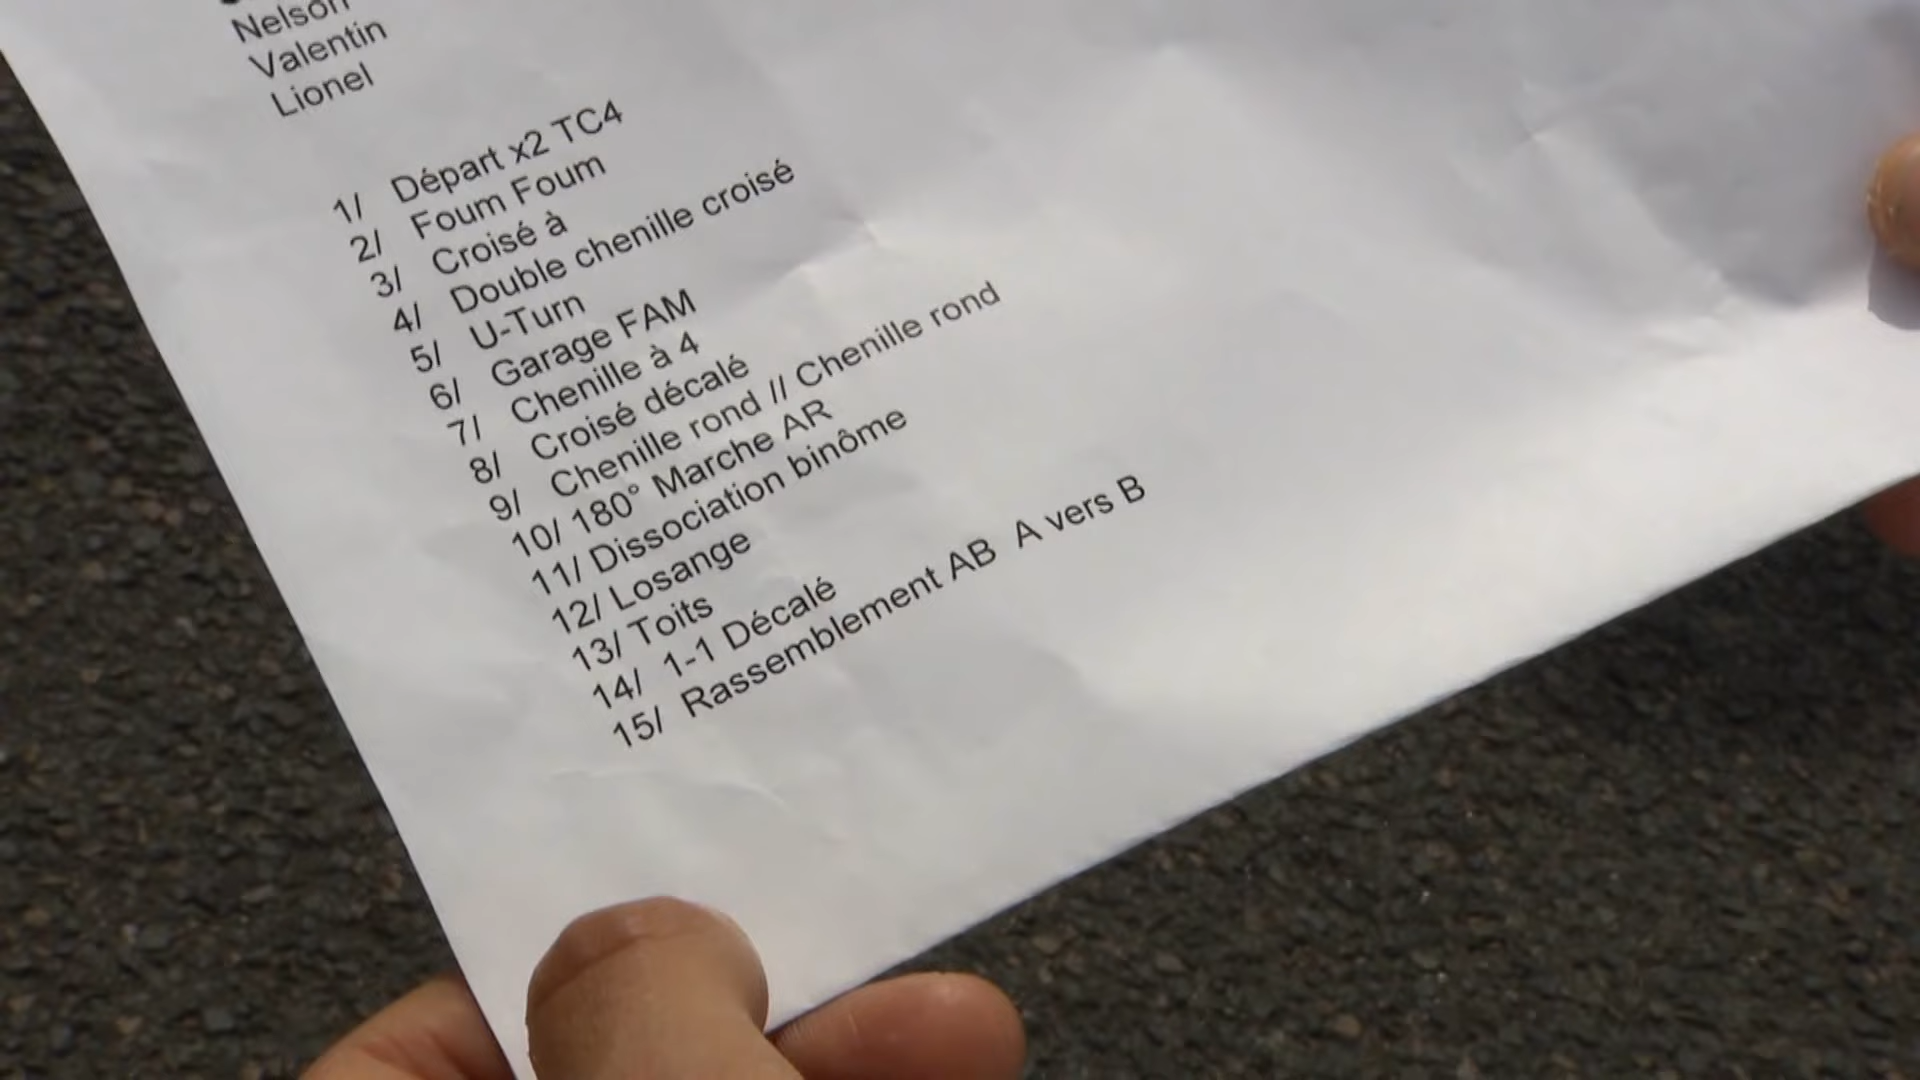 Nelson
Valentin
Lionel
1/ Départ x2 TC4
2/ Foum Foum
3/ Croisé à
4/ Double chenille croisé
5/ U-Turn
6/ Garage FAM
7/ Chenille à 4
8/ Croisé décalé
9/ Chenille rond // Chenille rond
10/ 180° Marche AR
11/ Dissociation binôme
12/ Losange
13/ Toits
14/ 1-1 Décalé
15/ Rassemblement AB A vers B